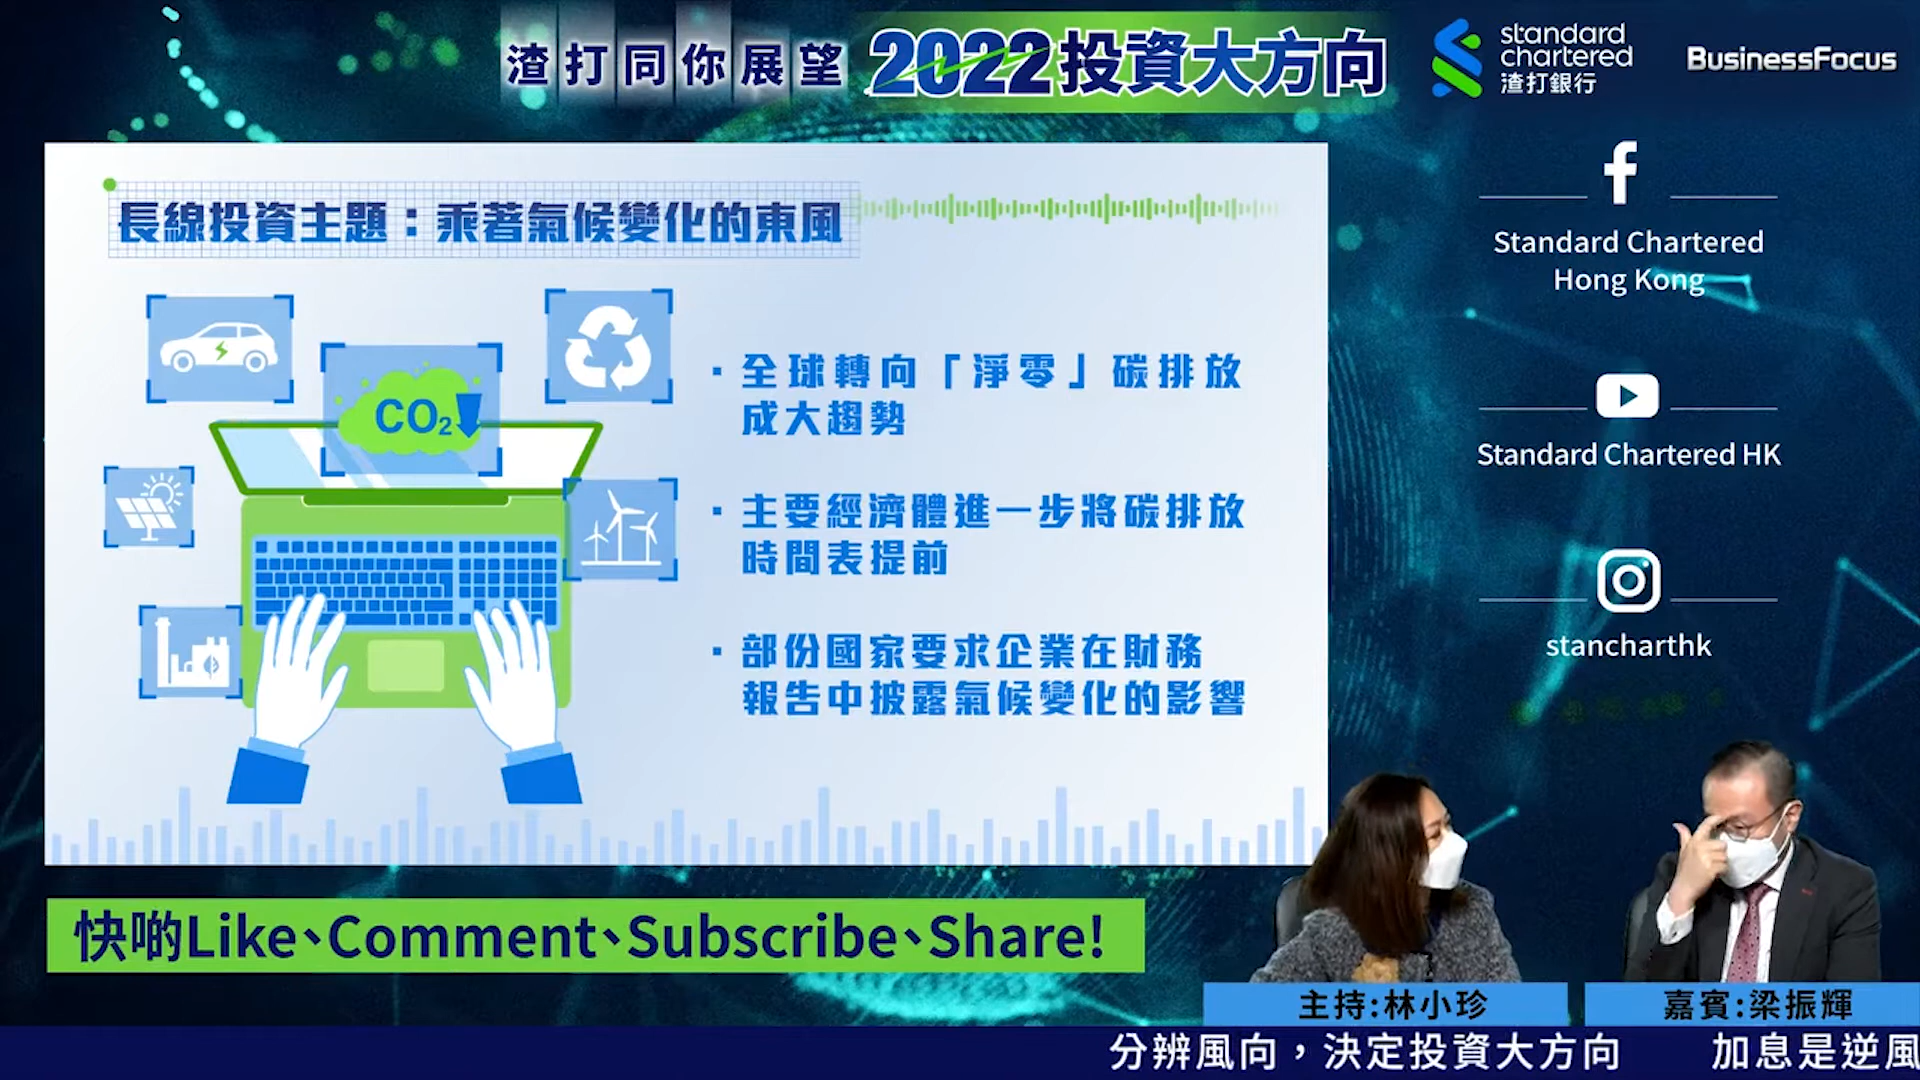 渣打同你展望 2022投資大方向
standard
chartered
渣打銀行
BusinessFocus
長線投資主題：乘著氣候變化的東風
CO₂
· 全球轉向「淨零」碳排放
成大趨勢
· 主要經濟體進一步將碳排放
時間表提前
· 部份國家要求企業在財務
報告中披露氣候變化的影響
Standard Chartered
Hong Kong
Standard Chartered HK
stancharthk
快啲Like、Comment、Subscribe、Share!
主持:林小珍
嘉賓:梁振輝
分辨風向，決定投資大方向 加息是逆風